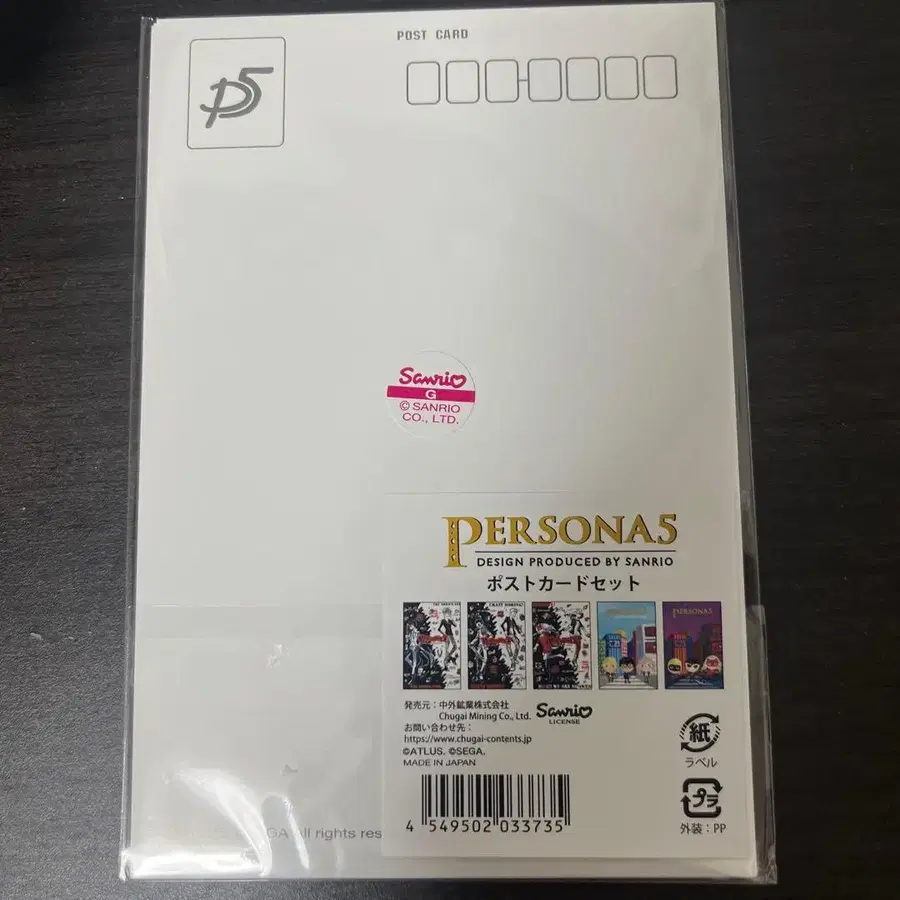 POST CARD
P5
Sanrio
G
© SANRIO
CO., LTD.
PERSONA5
DESIGN PRODUCED BY SANRIO
ポストカードセット
PERSONA5
発売元：中外鉱業株式会社
Chugai Mining Co., Ltd.
Sanrio
LICENSE
お問い合わせ先：
https://www.chugai-contents.jp
©ATLUS. ©SEGA.
MADE IN JAPAN
紙
ラベル
プラ
外装：PP
4 549502 033735
GA All rights res